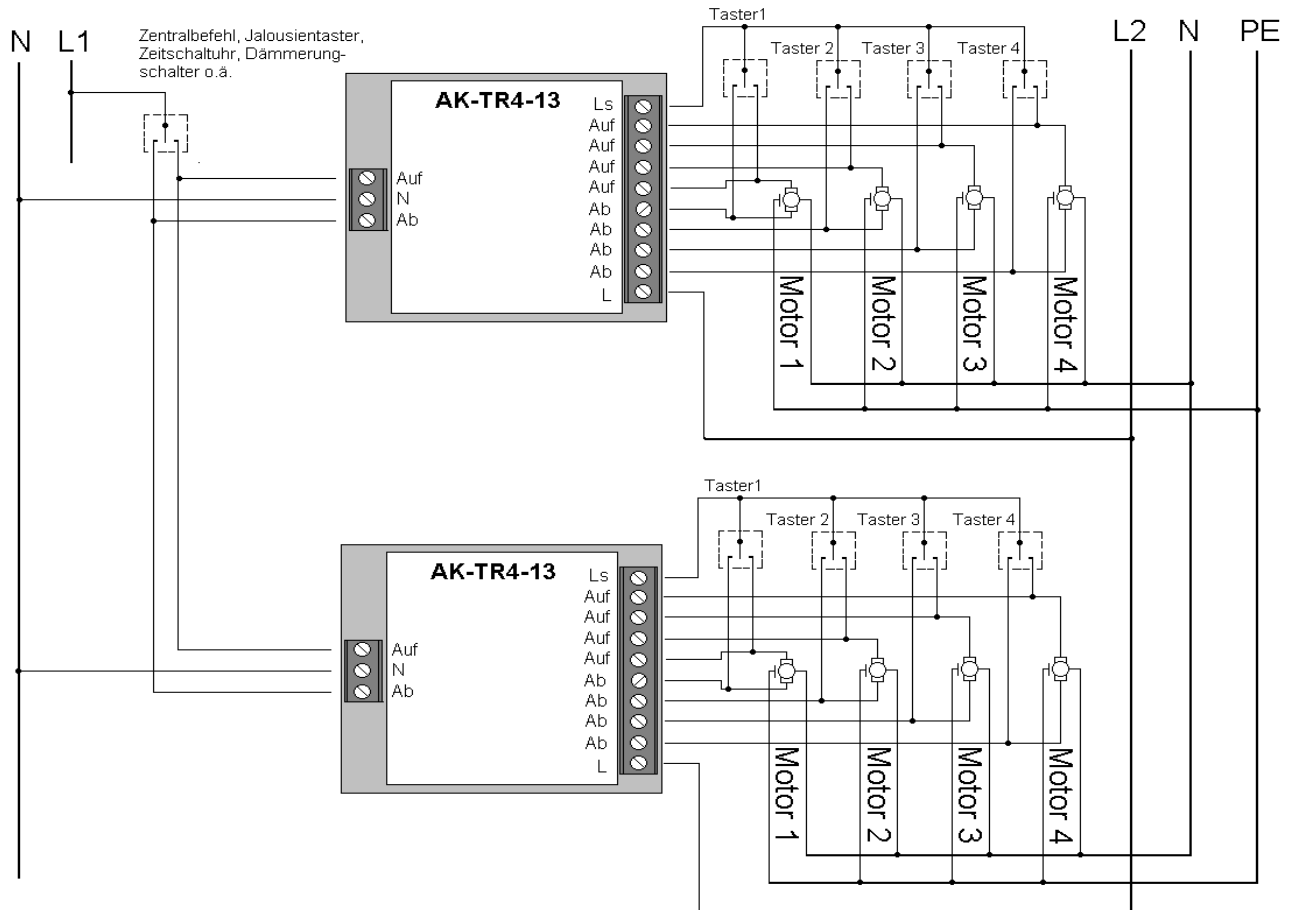 N L1
Zentralbefehl, Jalousientaster,
Zeitschaltuhr, Dämmerung-
schalter o.ä.
Taster1
Taster 2
Taster 3
Taster 4
L2 N PE
AK-TR4-13
Auf
N
Ab
Ls
Auf
Auf
Auf
Auf
Ab
Ab
Ab
Ab
L
Motor 1
Motor 2
Motor 3
Motor 4
Taster1
Taster 2
Taster 3
Taster 4
AK-TR4-13
Auf
N
Ab
Ls
Auf
Auf
Auf
Auf
Ab
Ab
Ab
Ab
L
Motor 1
Motor 2
Motor 3
Motor 4